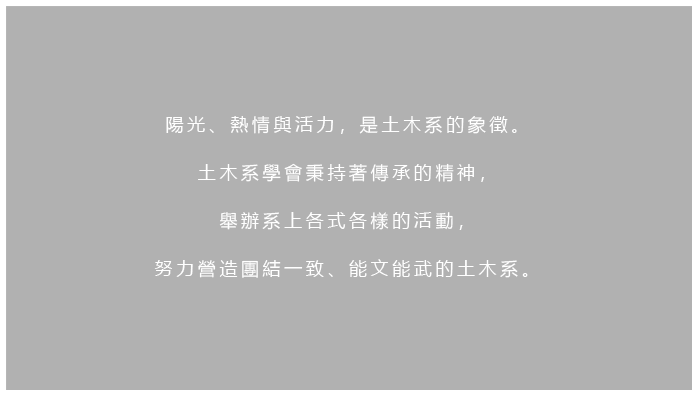 陽光、熱情與活力，是土木系的象徵。
土木系學會秉持著傳承的精神，
舉辦系上各式各樣的活動，
努力營造團結一致、能文能武的土木系。